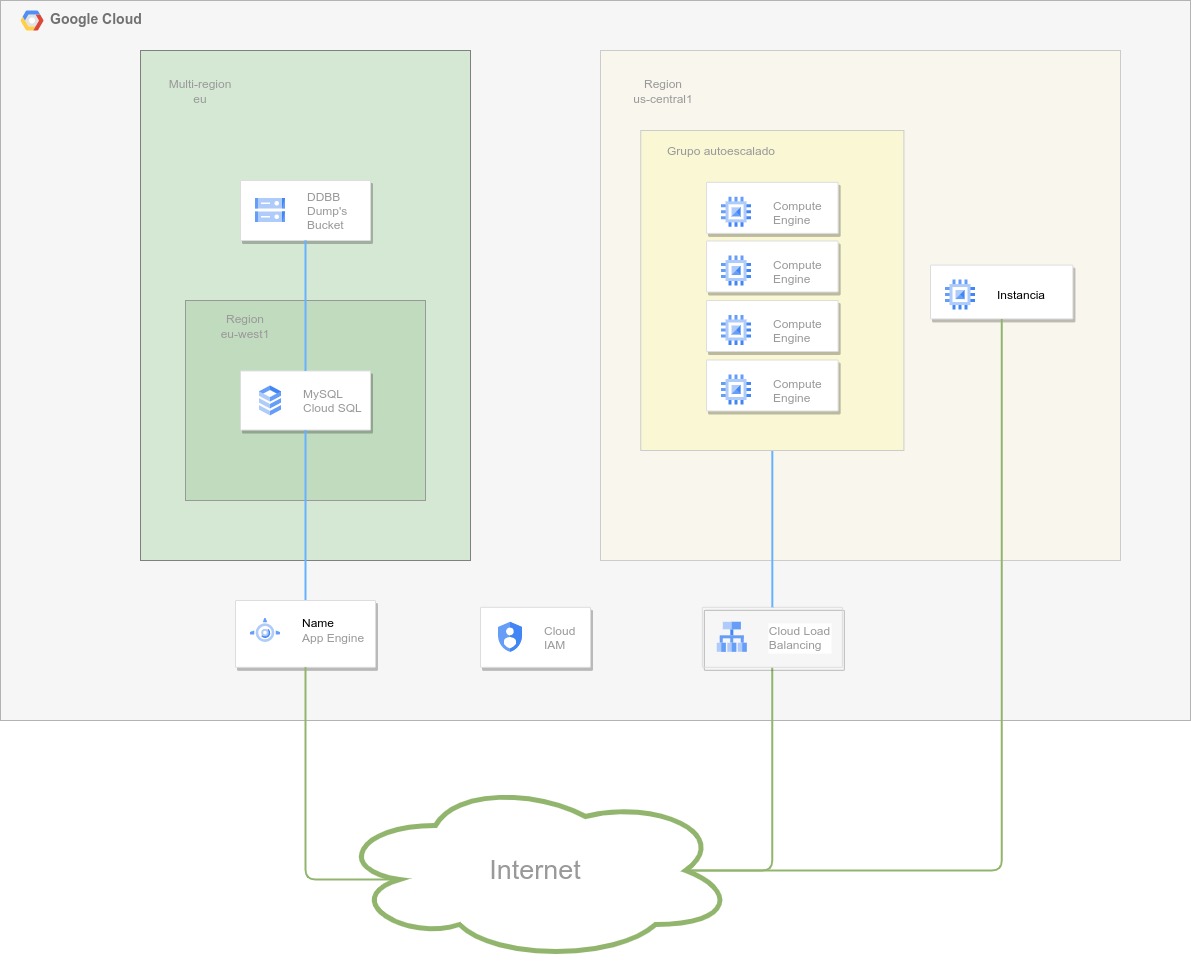 Google Cloud
Multi-region
eu
DDBB
Dump's
Bucket
Region
eu-west1
MySQL
Cloud SQL
Region
us-central1
Grupo autoescalado
Compute
Engine
Compute
Engine
Compute
Engine
Compute
Engine
Instancia
Name
App Engine
Cloud
IAM
Cloud Load
Balancing
Internet